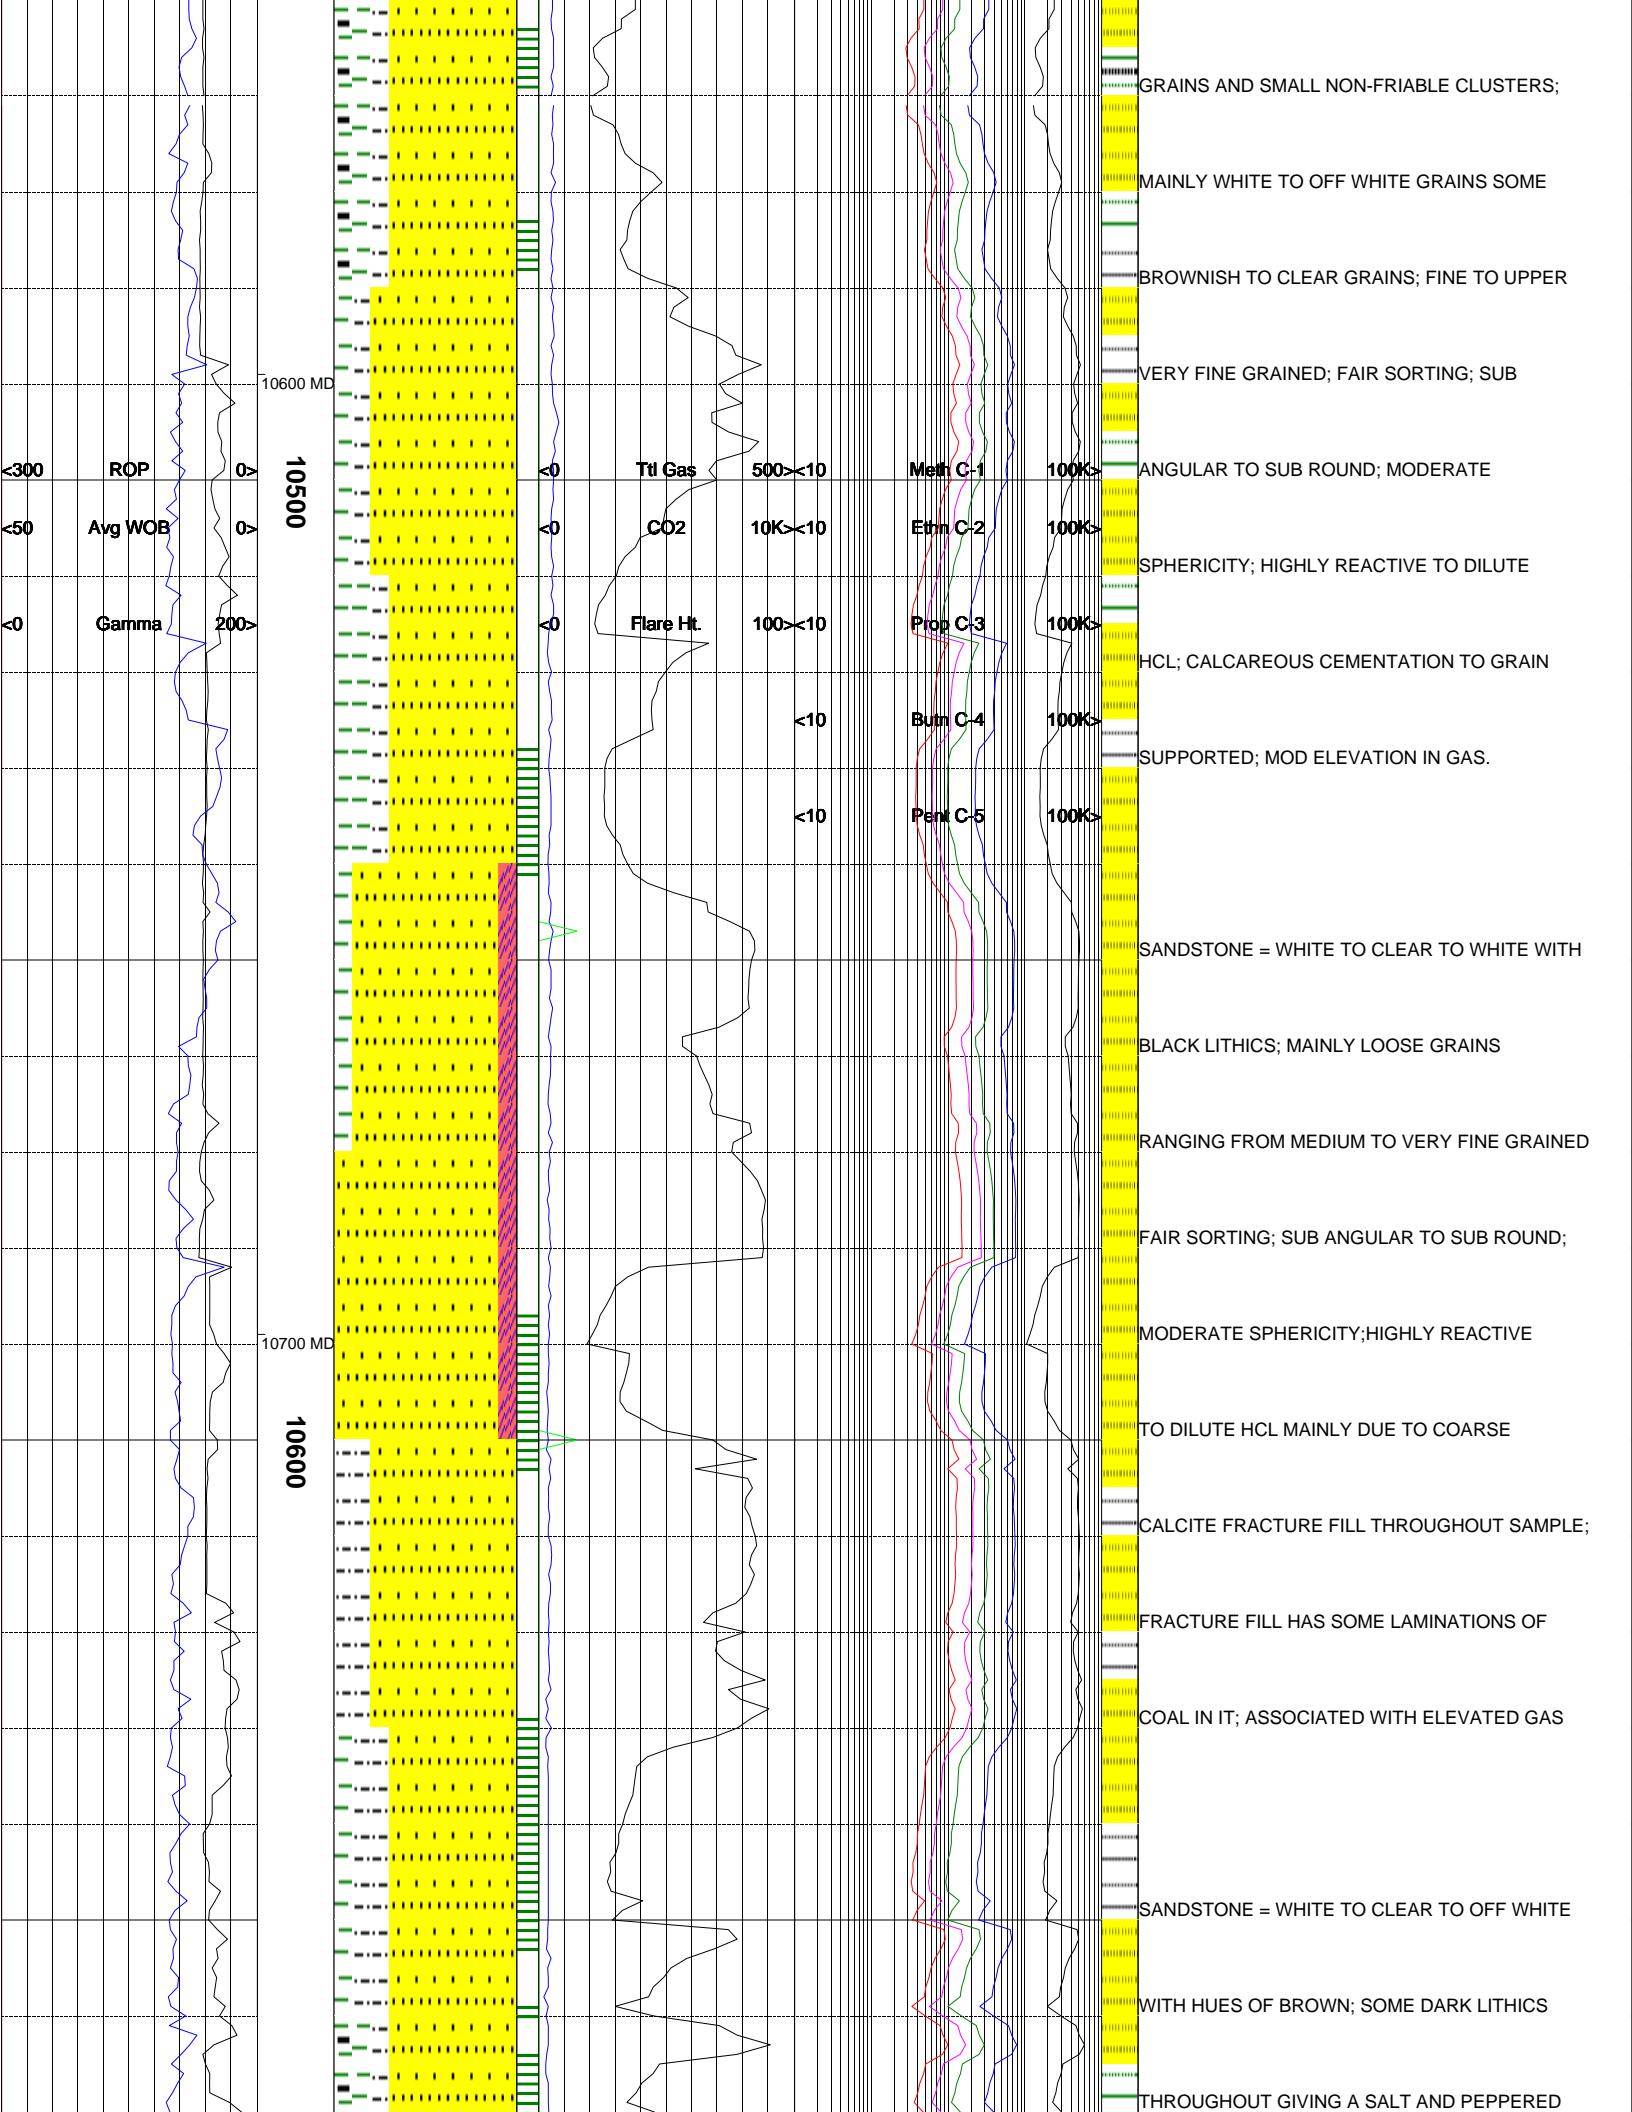 GRAINS AND SMALL NON-FRIABLE CLUSTERS;
MAINLY WHITE TO OFF WHITE GRAINS SOME
BROWNISH TO CLEAR GRAINS; FINE TO UPPER
10600 MD
VERY FINE GRAINED; FAIR SORTING; SUB
<300 ROP 0>
10500
<0 Ttl Gas 500>
<10 Meth C-1 100K>
ANGULAR TO SUB ROUND; MODERATE
<50 Avg WOB 0>
<0 CO2 10K>
<10 Ethn C-2 100K>
SPHERICITY; HIGHLY REACTIVE TO DILUTE
<0 Gamma 200>
<0 Flare Ht. 100>
<10 Prop C-3 100K>
HCL; CALCAREOUS CEMENTATION TO GRAIN
<10 Butn C-4 100K>
SUPPORTED; MOD ELEVATION IN GAS.
<10 Pent C-5 100K>
SANDSTONE = WHITE TO CLEAR TO WHITE WITH
BLACK LITHICS; MAINLY LOOSE GRAINS
RANGING FROM MEDIUM TO VERY FINE GRAINED
FAIR SORTING; SUB ANGULAR TO SUB ROUND;
10700 MD
MODERATE SPHERICITY;HIGHLY REACTIVE
10600
TO DILUTE HCL MAINLY DUE TO COARSE
CALCITE FRACTURE FILL THROUGHOUT SAMPLE;
FRACTURE FILL HAS SOME LAMINATIONS OF
COAL IN IT; ASSOCIATED WITH ELEVATED GAS
SANDSTONE = WHITE TO CLEAR TO OFF WHITE
WITH HUES OF BROWN; SOME DARK LITHICS
THROUGHOUT GIVING A SALT AND PEPPERED